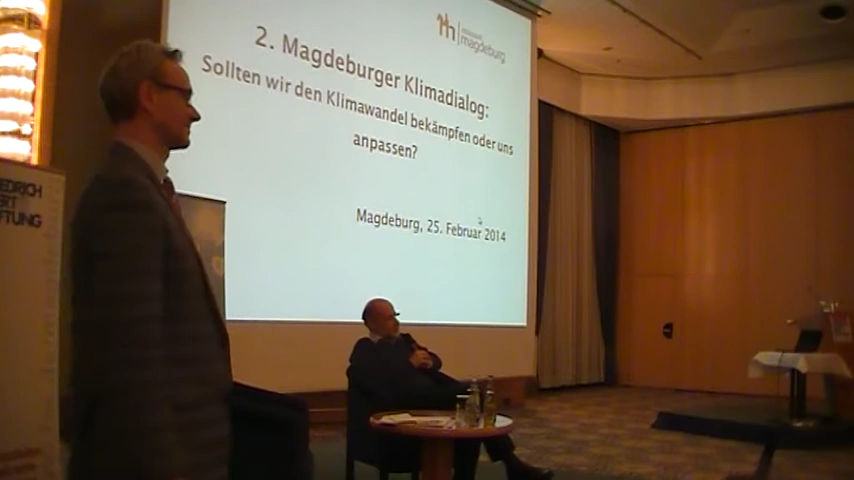 magdeburg
2. Magdeburger Klimadialog:
Sollten wir den Klimawandel bekämpfen oder uns
anpassen?
Magdeburg, 25. Februar 2014
EDRICH
ERT
FTUNG